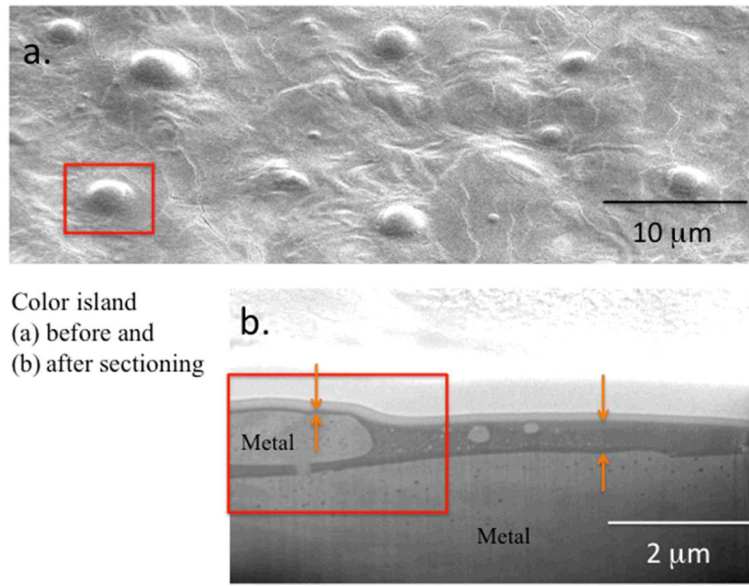 a.
10 μm
Color island
(a) before and
(b) after sectioning
b.
Metal
Metal
2 μm